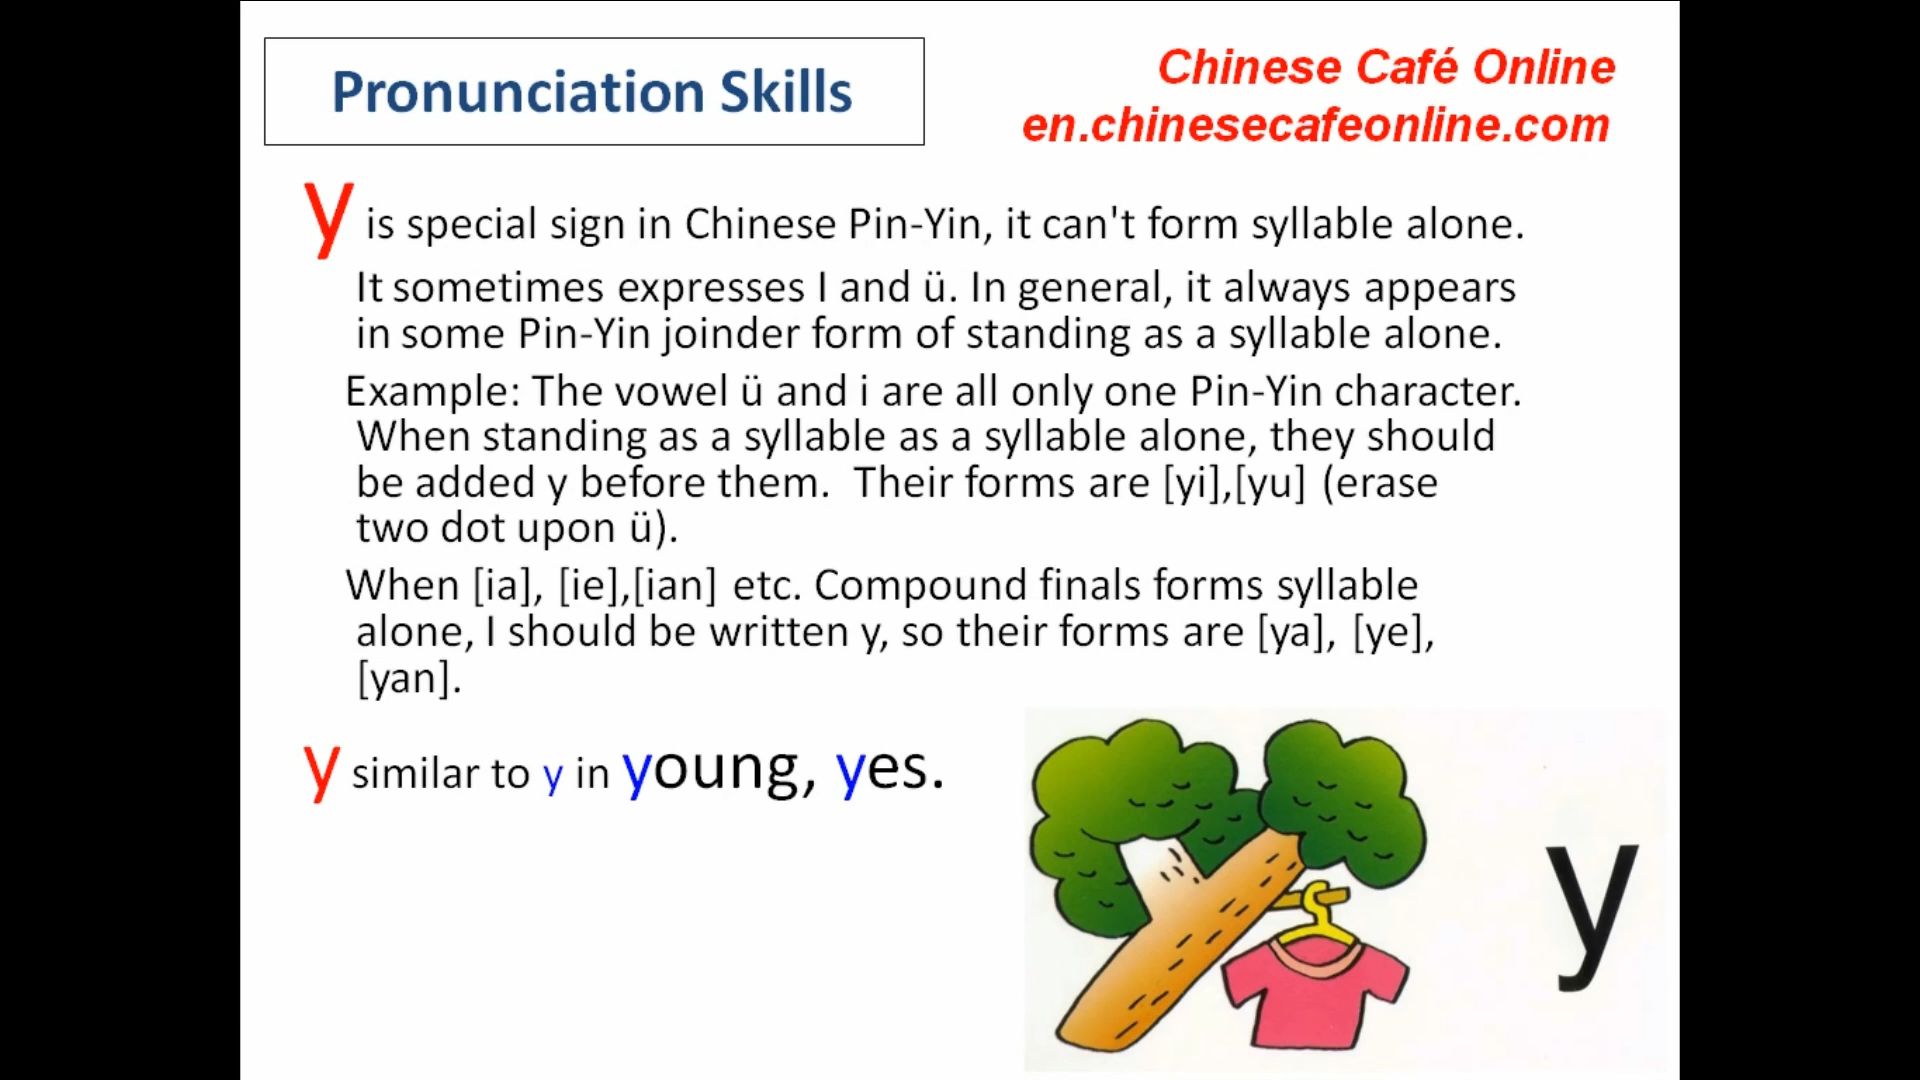 Pronunciation Skills
Chinese Café Online
en.chinesecafeonline.com
y is special sign in Chinese Pin-Yin, it can't form syllable alone.
It sometimes expresses I and ü. In general, it always appears
in some Pin-Yin joinder form of standing as a syllable alone.
Example: The vowel ü and i are all only one Pin-Yin character.
When standing as a syllable as a syllable alone, they should
be added y before them. Their forms are [yi],[yu] (erase
two dot upon ü).
When [ia], [ie],[ian] etc. Compound finals forms syllable
alone, I should be written y, so their forms are [ya], [ye],
[yan].
y similar to y in young, yes.
y